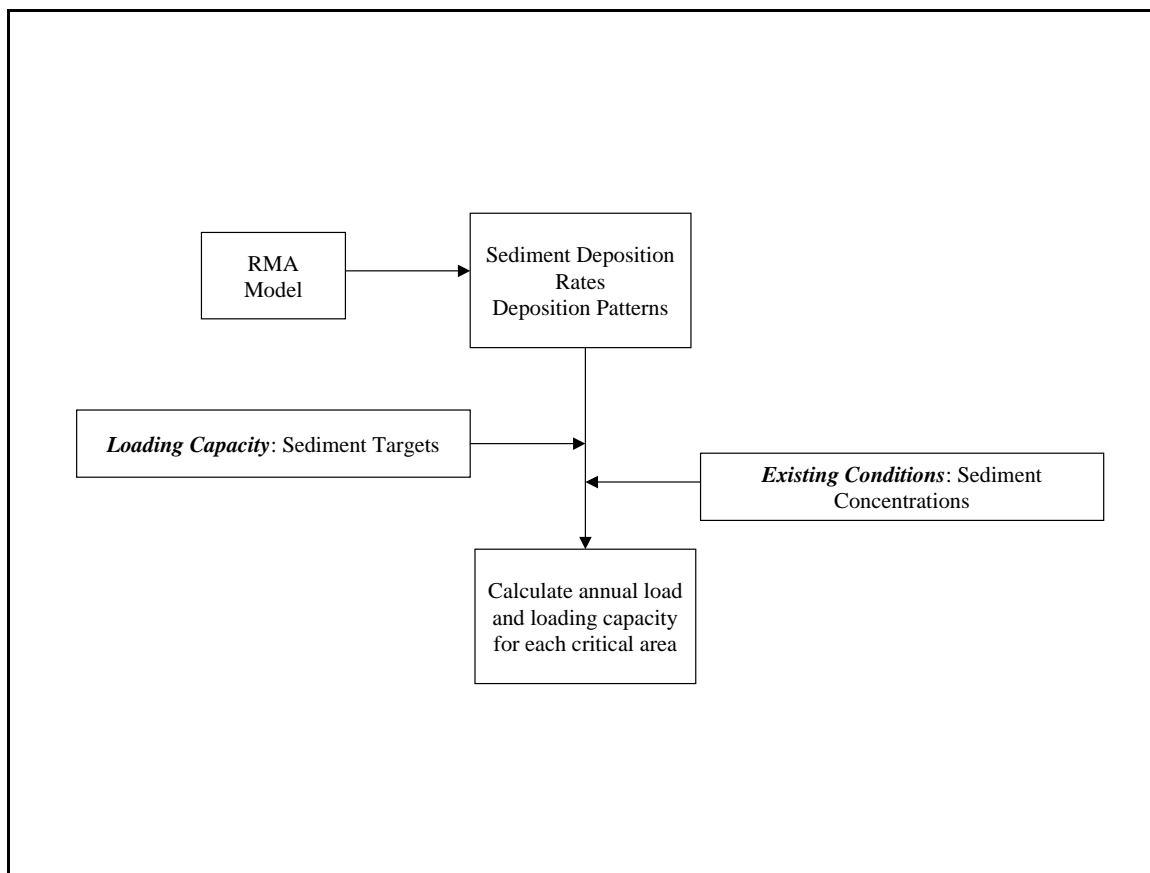 RMA
Model
Sediment Deposition
Rates
Deposition Patterns
Loading Capacity: Sediment Targets
Existing Conditions: Sediment
Concentrations
Calculate annual load
and loading capacity
for each critical area